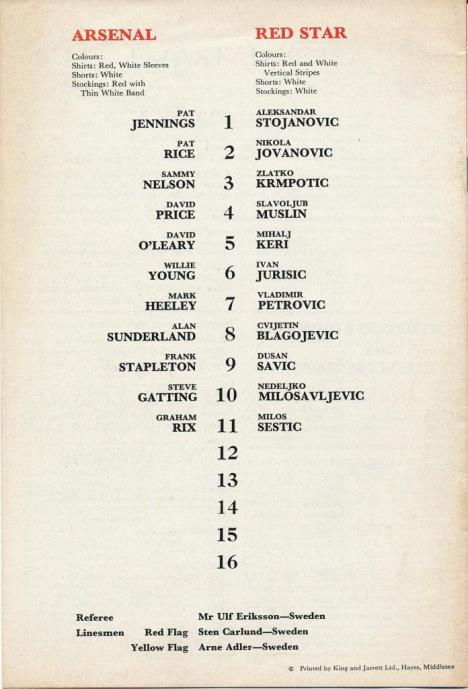 ARSENAL
Colours:
Shirts: Red, White Sleeves
Shorts: White
Stockings: Red with
Thin White Band
RED STAR
Colours:
Shirts: Red and White
Vertical Stripes
Shorts: White
Stockings: White
PAT ALEKSANDAR
JENNINGS 1 STOJANOVIC
PAT NIKOLA
RICE 2 JOVANOVIC
SAMMY ZLATKO
NELSON 3 KRMPOTIC
DAVID SLAVOLJUB
PRICE 4 MUSLIN
DAVID MIHALJ
O'LEARY 5 KERI
WILLIE IVAN
YOUNG 6 JURISIC
MARK VLADIMIR
HEELEY 7 PETROVIC
ALAN CVIJETIN
SUNDERLAND 8 BLAGOJEVIC
FRANK DUSAN
STAPLETON 9 SAVIC
STEVE NEDELJKO
GATTING 10 MILOSAVLJEVIC
GRAHAM MILOS
RIX 11 SESTIC
12
13
14
15
16
Referee Mr Ulf Eriksson—Sweden
Linesmen Red Flag Sten Carlund—Sweden
Yellow Flag Arne Adler—Sweden
© Printed by King and Jarrett Ltd., Hayes, Middlesex